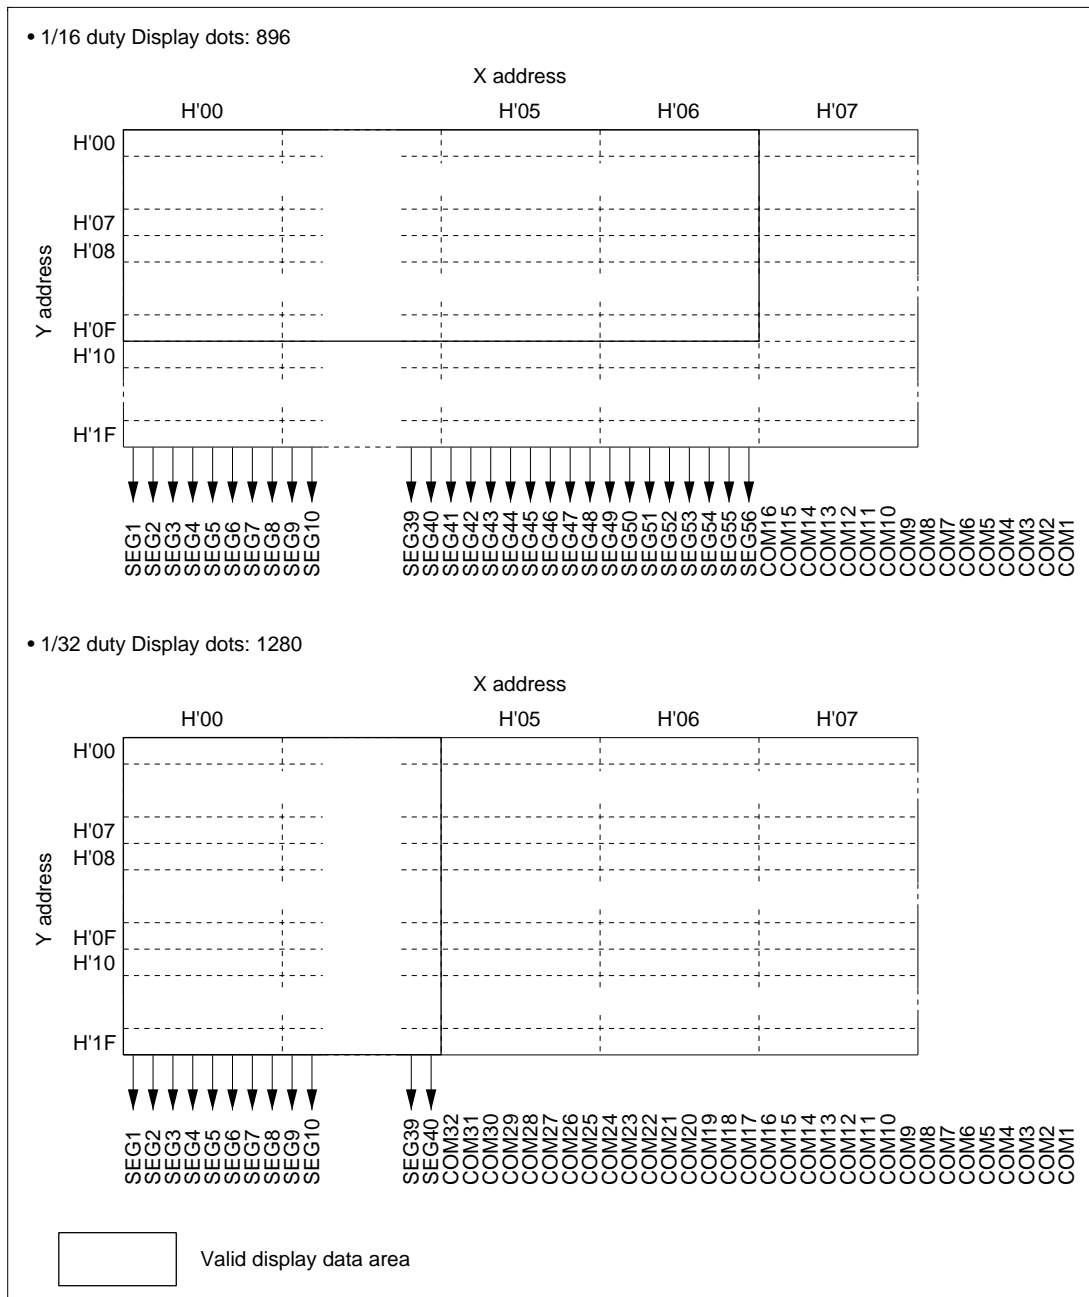 • 1/16 duty Display dots: 896
X address
H'00 H'05 H'06 H'07
Y address
H'00
H'07
H'08
H'0F
H'10
H'1F
SEG1 SEG2 SEG3 SEG4 SEG5 SEG6 SEG7 SEG8 SEG9 SEG10 SEG39 SEG40 SEG41 SEG42 SEG43 SEG44 SEG45 SEG46 SEG47 SEG48 SEG49 SEG50 SEG51 SEG52 SEG53 SEG54 SEG55 SEG56 COM16 COM15 COM14 COM13 COM12 COM11 COM10 COM9 COM8 COM7 COM6 COM5 COM4 COM3 COM2 COM1
• 1/32 duty Display dots: 1280
X address
H'00 H'05 H'06 H'07
Y address
H'00
H'07
H'08
H'0F
H'10
H'1F
SEG1 SEG2 SEG3 SEG4 SEG5 SEG6 SEG7 SEG8 SEG9 SEG10 SEG39 SEG40 COM32 COM31 COM30 COM29 COM28 COM27 COM26 COM25 COM24 COM23 COM22 COM21 COM20 COM19 COM18 COM17 COM16 COM15 COM14 COM13 COM12 COM11 COM10 COM9 COM8 COM7 COM6 COM5 COM4 COM3 COM2 COM1
Valid display data area